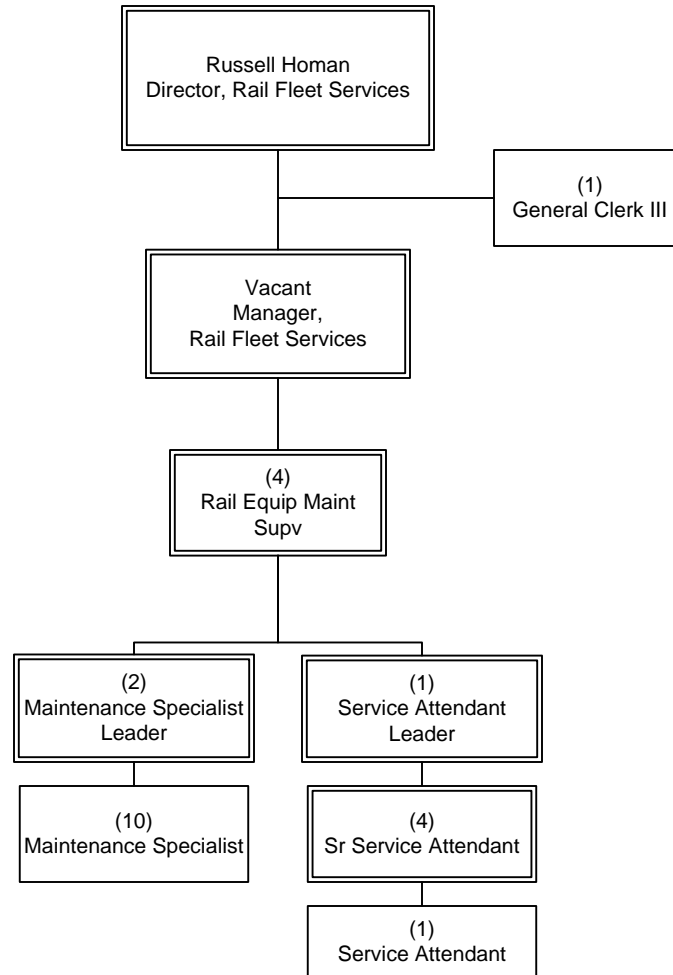 Russell Homan
Director, Rail Fleet Services
(1)
General Clerk III
Vacant
Manager,
Rail Fleet Services
(4)
Rail Equip Maint
Supv
(2)
Maintenance Specialist
Leader
(1)
Service Attendant
Leader
(10)
Maintenance Specialist
(4)
Sr Service Attendant
(1)
Service Attendant